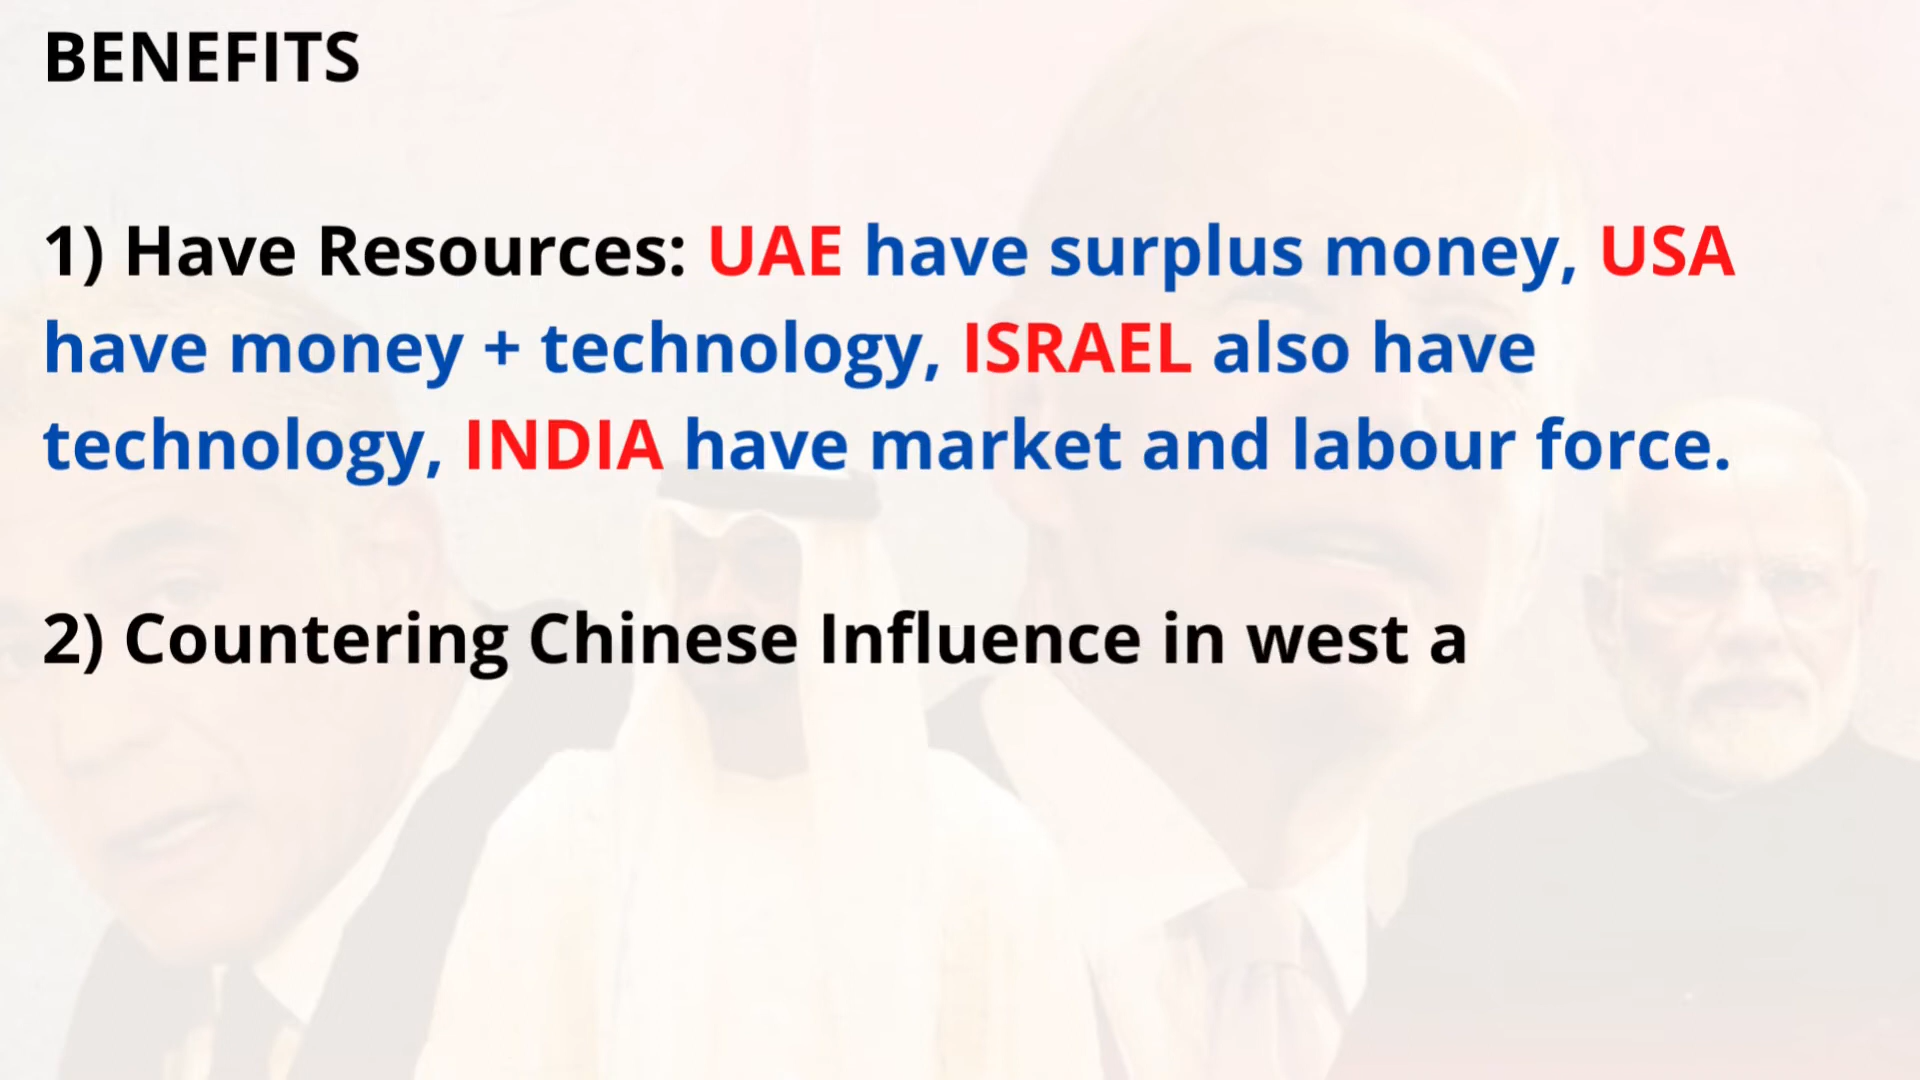 BENEFITS
1) Have Resources: UAE have surplus money, USA
have money + technology, ISRAEL also have
technology, INDIA have market and labour force.
2) Countering Chinese Influence in west a